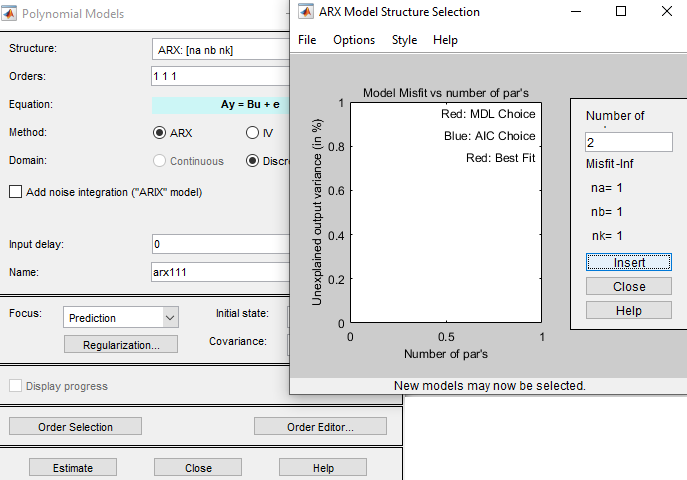 Polynomial Models
Structure:
ARX: [na nb nk]
Orders:
1 1 1
Equation:
Ay = Bu + e
Method:
ARX
IV
Domain:
Continuous
Discre
Add noise integration ("ARIX" model)
Input delay:
0
Name:
arx111
Focus:
Prediction
Initial state:
Regularization...
Covariance:
Display progress
Order Selection
Order Editor...
Estimate
Close
Help
ARX Model Structure Selection
File
Options
Style
Help
Model Misfit vs number of par's
Red: MDL Choice
Blue: AIC Choice
Red: Best Fit
Unexplained output variance (in %)
1
0.8
0.6
0.4
0.2
0
0
0.5
1
Number of par's
Number of
2
Misfit-Inf
na= 1
nb= 1
nk= 1
Insert
Close
Help
New models may now be selected.